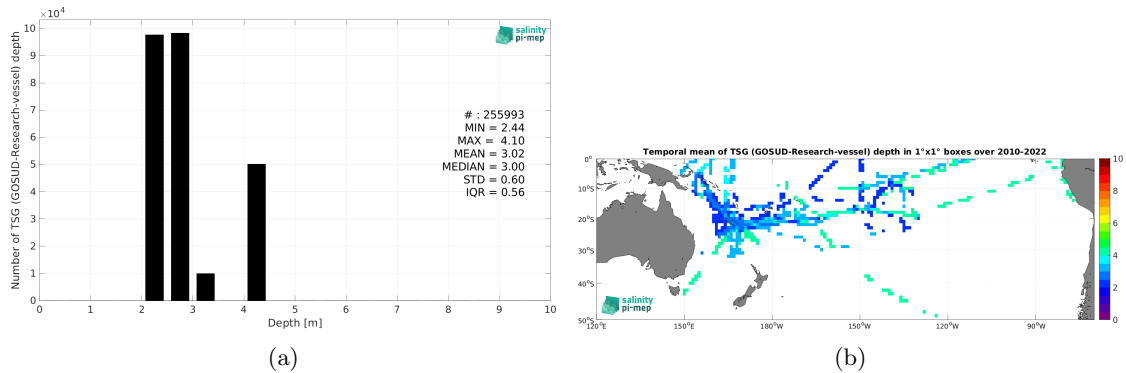 ×10⁴
10
9
8
7
6
5
4
3
2
1
0
Number of TSG (GOSUD-Research-vessel) depth
salinity
pi-mep
# : 255993
MIN = 2.44
MAX = 4.10
MEAN = 3.02
MEDIAN = 3.00
STD = 0.60
IQR = 0.56
0 1 2 3 4 5 6 7 8 9 10
Depth [m]
(a)
Temporal mean of TSG (GOSUD-Research-vessel) depth in 1°x1° boxes over 2010-2022
0°
10°S
20°S
30°S
40°S
50°S
salinity
pi-mep
120°E 150°E 180°W 150°W 120°W 90°W
10
8
6
4
2
0
(b)